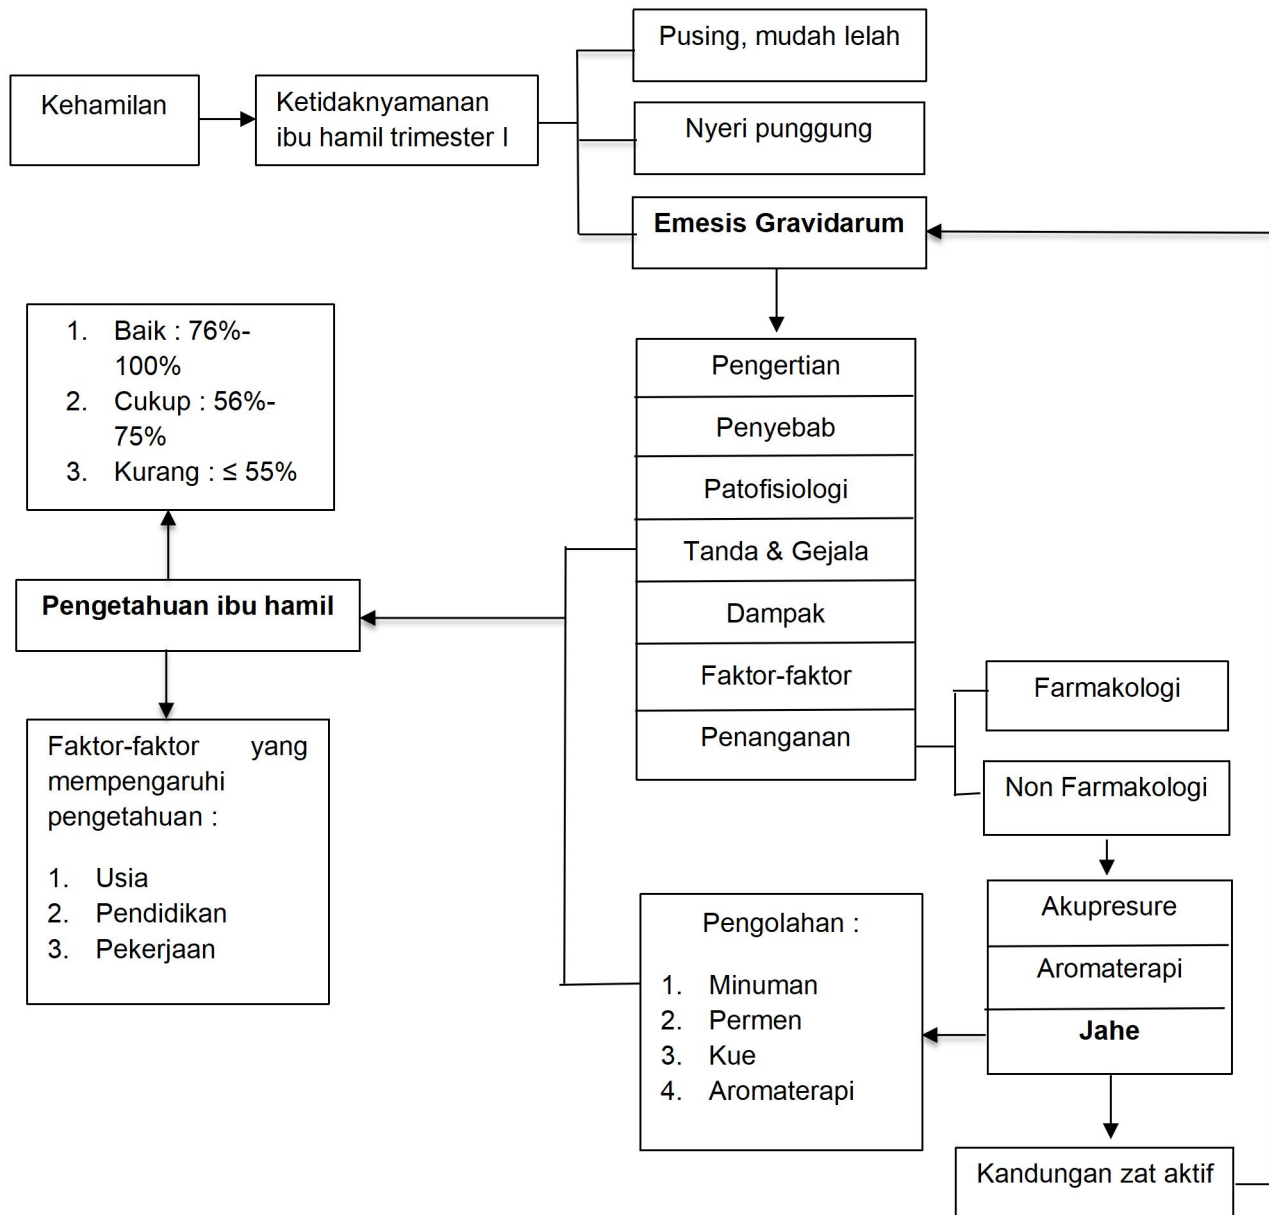 Pusing, mudah lelah
Kehamilan
Ketidaknyamanan
ibu hamil trimester I
Nyeri punggung
Emesis Gravidarum
1. Baik : 76%-
100%
2. Cukup : 56%-
75%
3. Kurang : ≤ 55%
Pengertian
Penyebab
Patofisiologi
Tanda & Gejala
Dampak
Faktor-faktor
Penanganan
Pengetahuan ibu hamil
Faktor-faktor yang
mempengaruhi
pengetahuan :
1. Usia
2. Pendidikan
3. Pekerjaan
Farmakologi
Non Farmakologi
Akupresure
Aromaterapi
Jahe
Pengolahan :
1. Minuman
2. Permen
3. Kue
4. Aromaterapi
Kandungan zat aktif